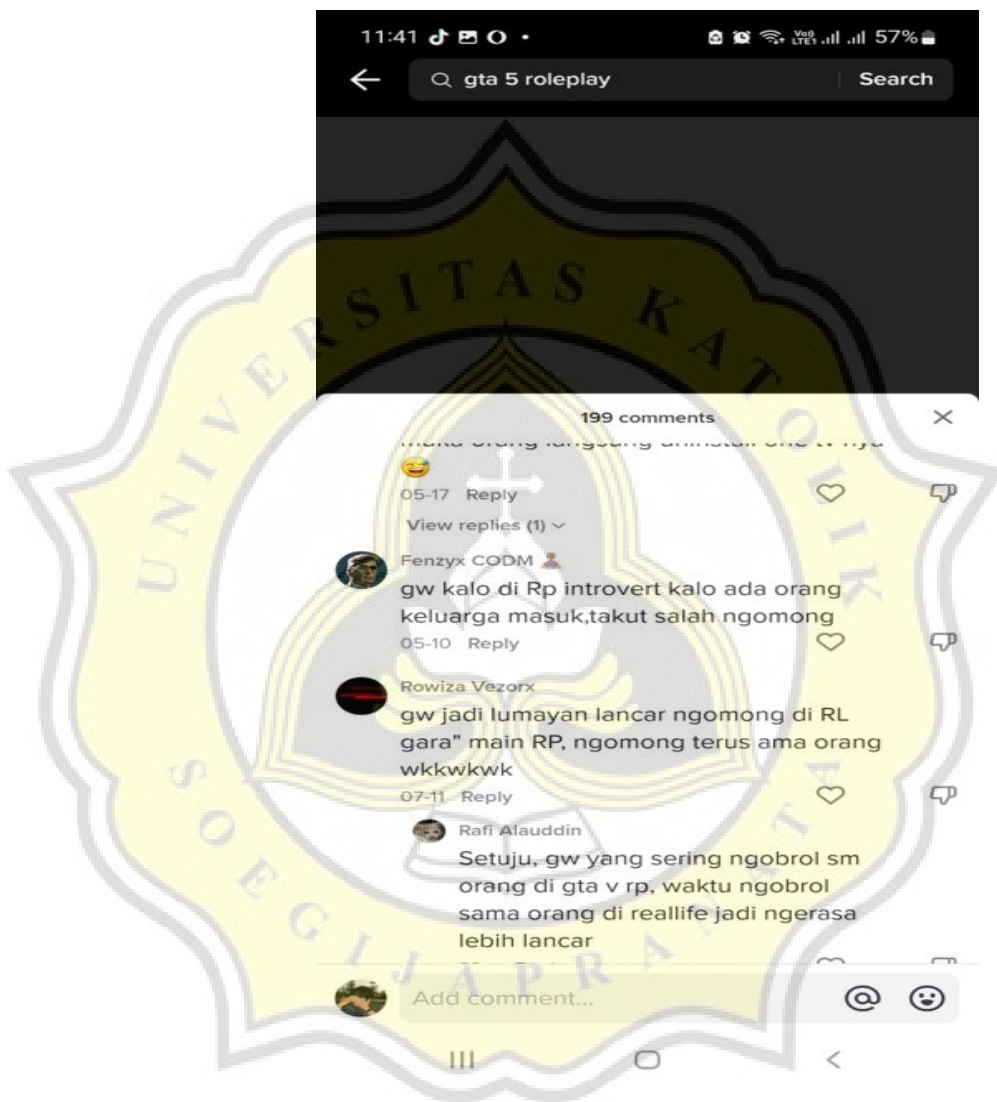 11:41
57%
gta 5 roleplay
Search
199 comments
05-17 Reply
View replies (1)
Fenzyx CODM
gw kalo di Rp introvert kalo ada orang
keluarga masuk,takut salah ngomong
05-10 Reply
Rowiza Vezorx
gw jadi lumayan lancar ngomong di RL
gara" main RP, ngomong terus ama orang
wkkwkwk
07-11 Reply
Rafi Alauddin
Setuju, gw yang sering ngobrol sm
orang di gta v rp, waktu ngobrol
sama orang di reallife jadi ngerasa
lebih lancar
Add comment...
UNIVERSITAS KATOLIK
SOEGIJAPRANATA